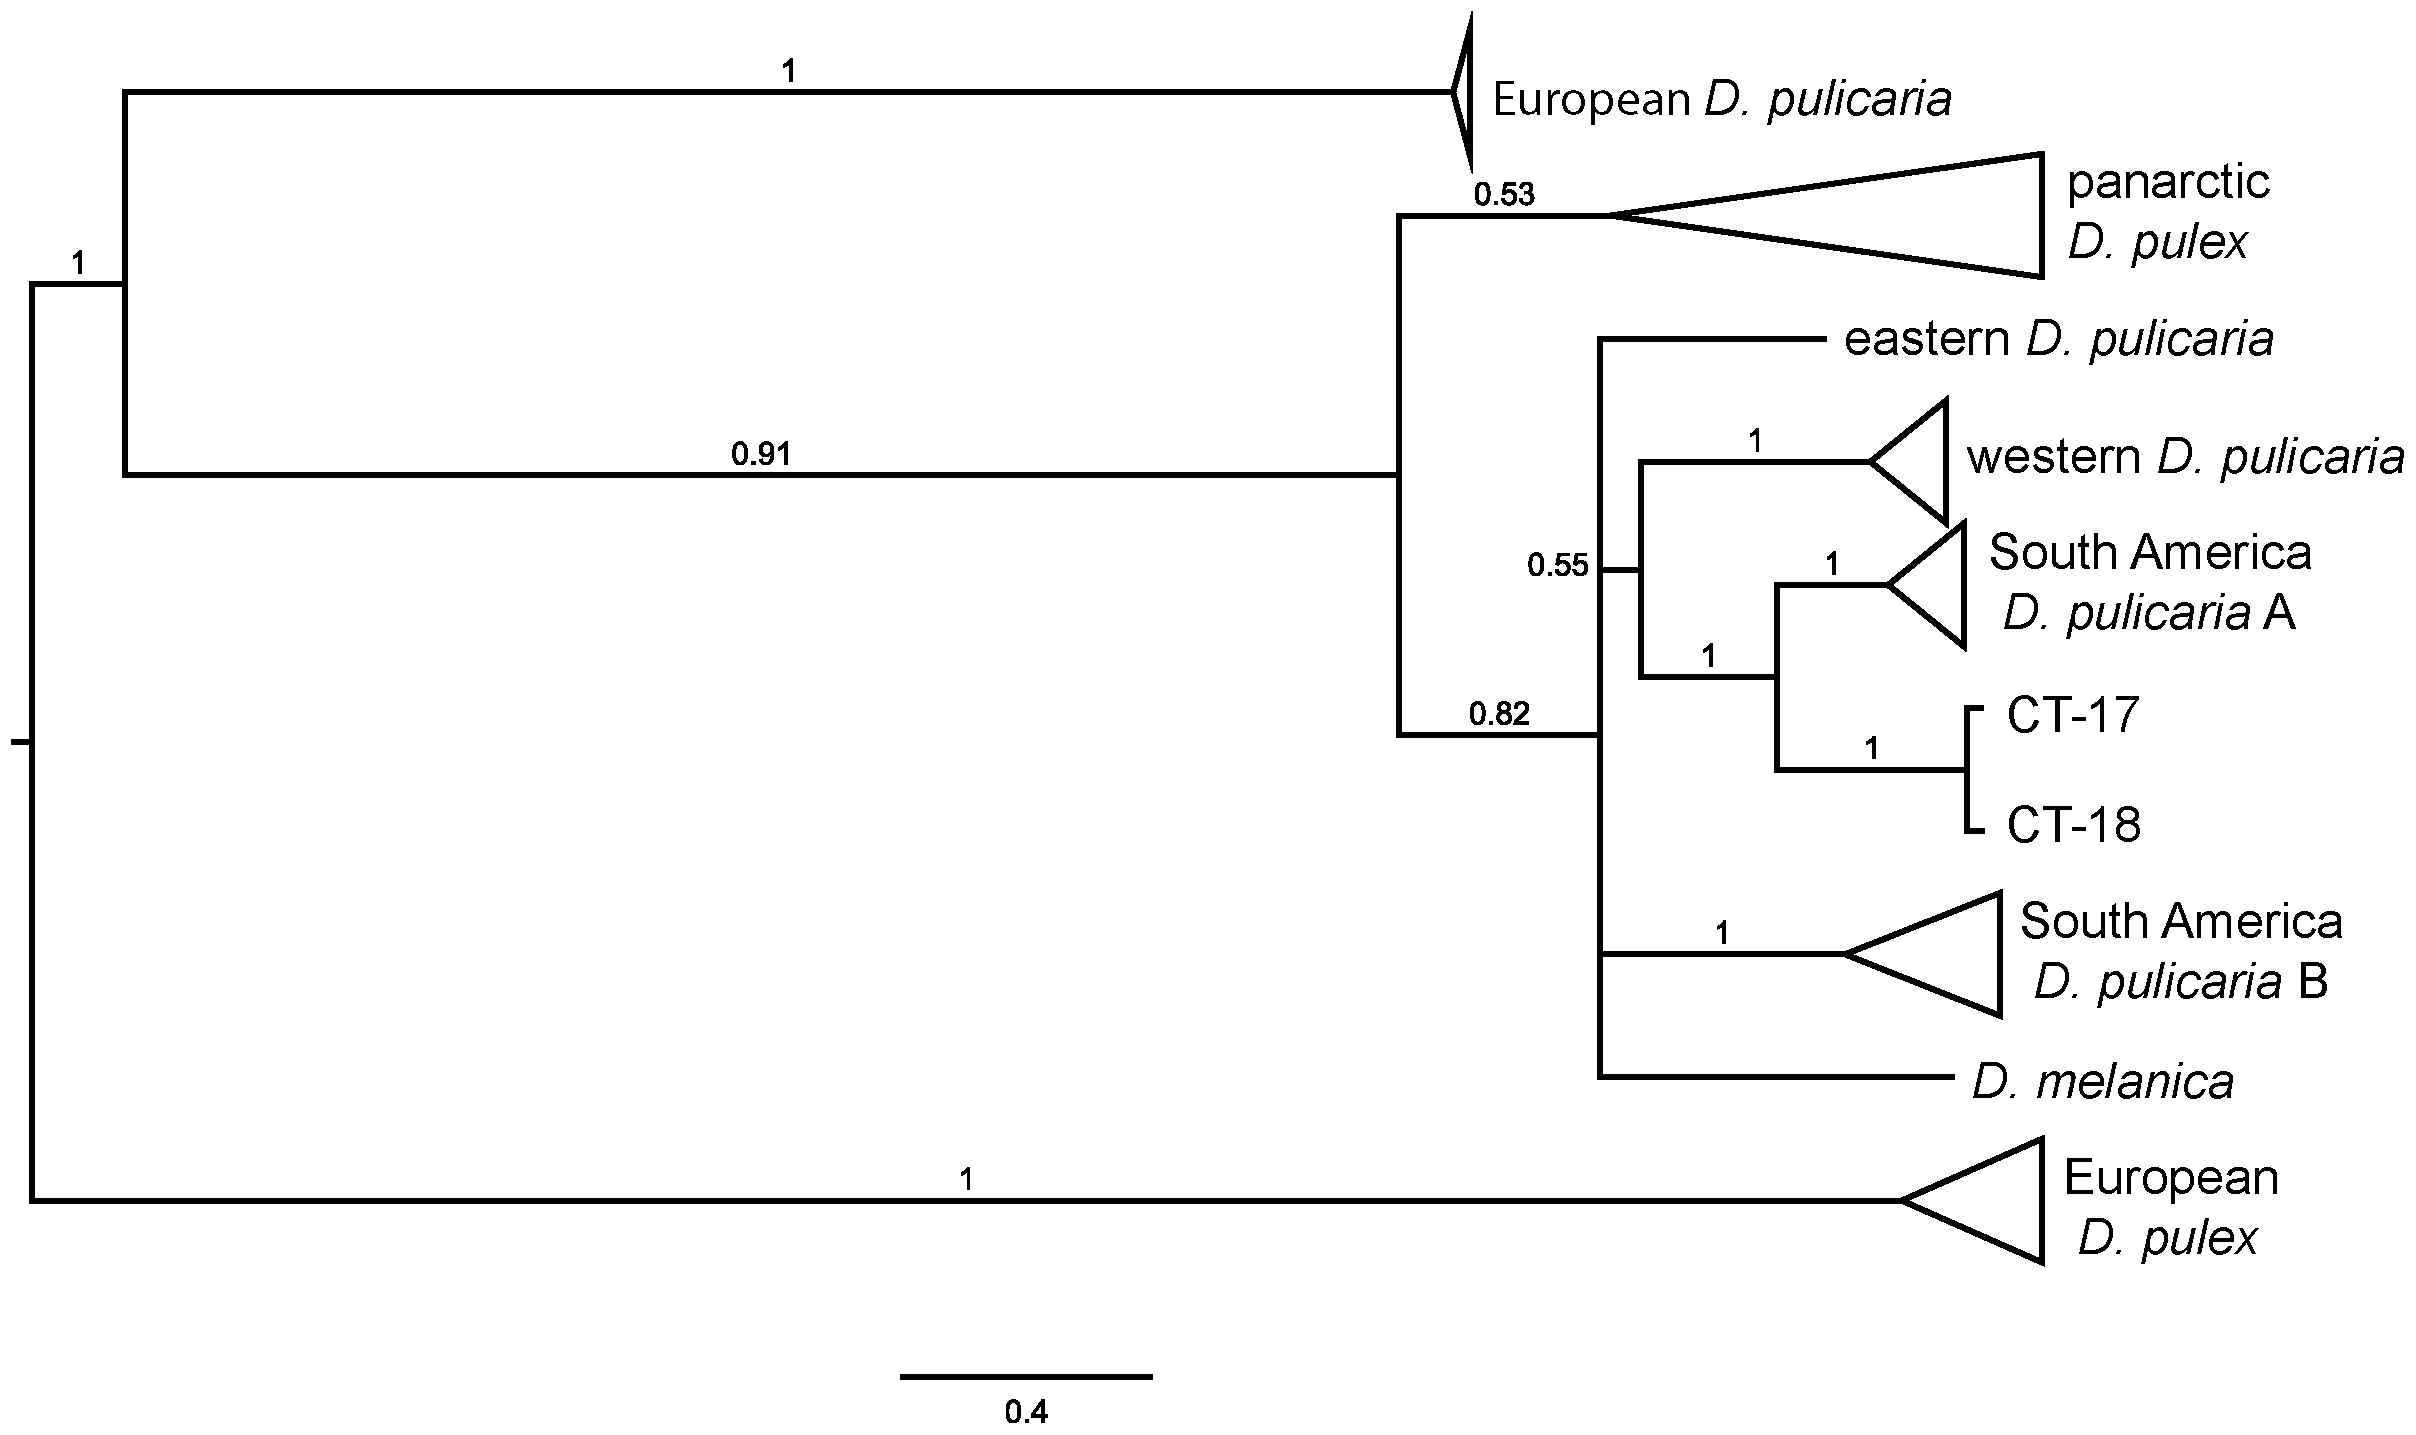 1
European D. pulicaria
0.53
panarctic
D. pulex
1
eastern D. pulicaria
0.91
1
western D. pulicaria
0.55
1
South America
D. pulicaria A
1
0.82
CT-17
1
CT-18
1
South America
D. pulicaria B
D. melanica
1
European
D. pulex
0.4